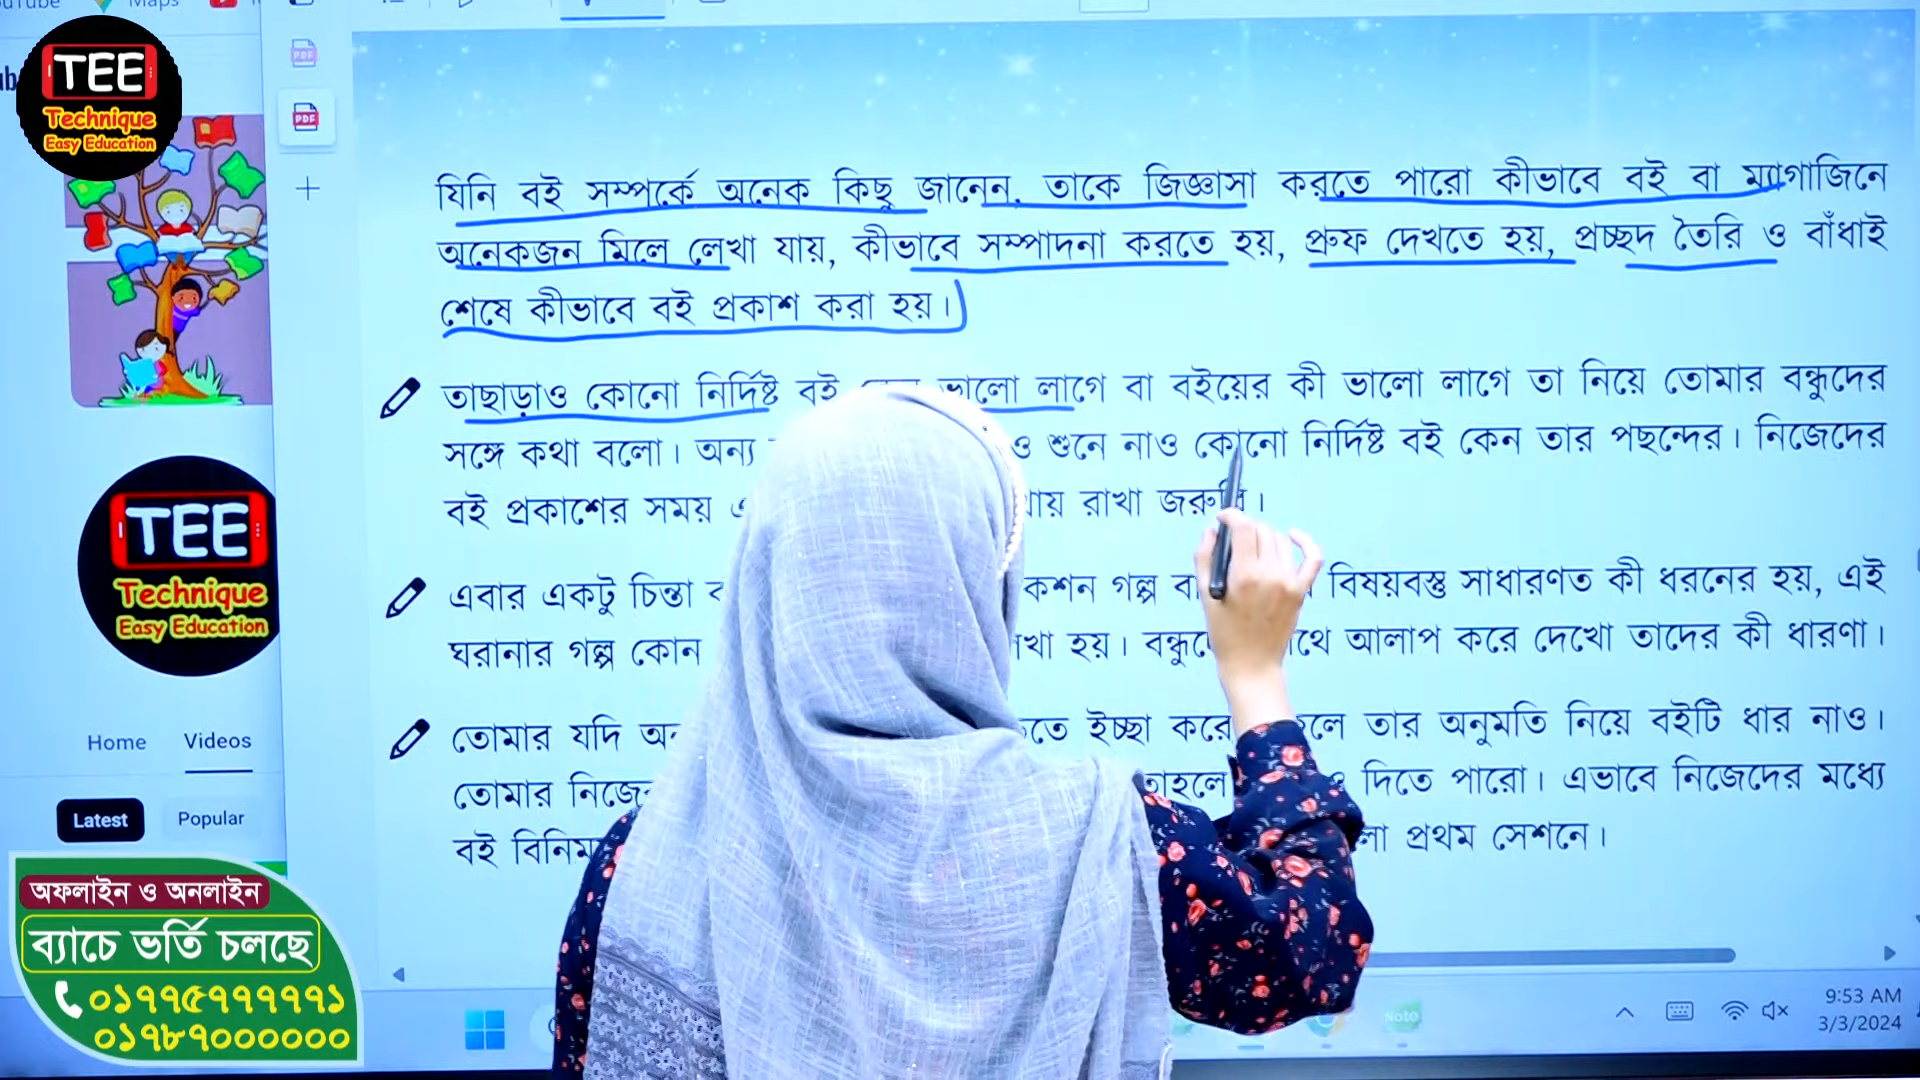 Maps
TEE
Technique
Easy Education
PDF
PDF
যিনি বই সম্পর্কে অনেক কিছু জানেন, তাকে জিজ্ঞাসা করতে পারো কীভাবে বই বা ম্যাগাজিনে
অনেকজন মিলে লেখা যায়, কীভাবে সম্পাদনা করতে হয়, প্রুফ দেখতে হয়, প্রচ্ছদ তৈরি ও বাঁধাই
শেষে কীভাবে বই প্রকাশ করা হয়।
তাছাড়াও কোনো নির্দিষ্ট বই ভালো লাগে বা বইয়ের কী ভালো লাগে তা নিয়ে তোমার বন্ধুদের
সঙ্গে কথা বলো। অন্য ও শুনে নাও কোনো নির্দিষ্ট বই কেন তার পছন্দের। নিজেদের
বই প্রকাশের সময় রাখা জরুরি।
এবার একটু চিন্তা গল্প বিষয়বস্তু সাধারণত কী ধরনের হয়, এই
ঘরানার গল্প কোন হয়। আলাপ করে দেখো তাদের কী ধারণা।
তোমার যদি ইচ্ছা করে তার অনুমতি নিয়ে বইটি ধার নাও।
তোমার দিতে পারো। এভাবে নিজেদের মধ্যে
বই প্রথম সেশনে।
TEE
Technique
Easy Education
Home Videos
Latest Popular
অফলাইন ও অনলাইন
ব্যাচে ভর্তি চলছে
০১৭৭৫৭৭৭৭৭১
০১৭৮৭০০০০০০
Note
9:53 AM
3/3/2024